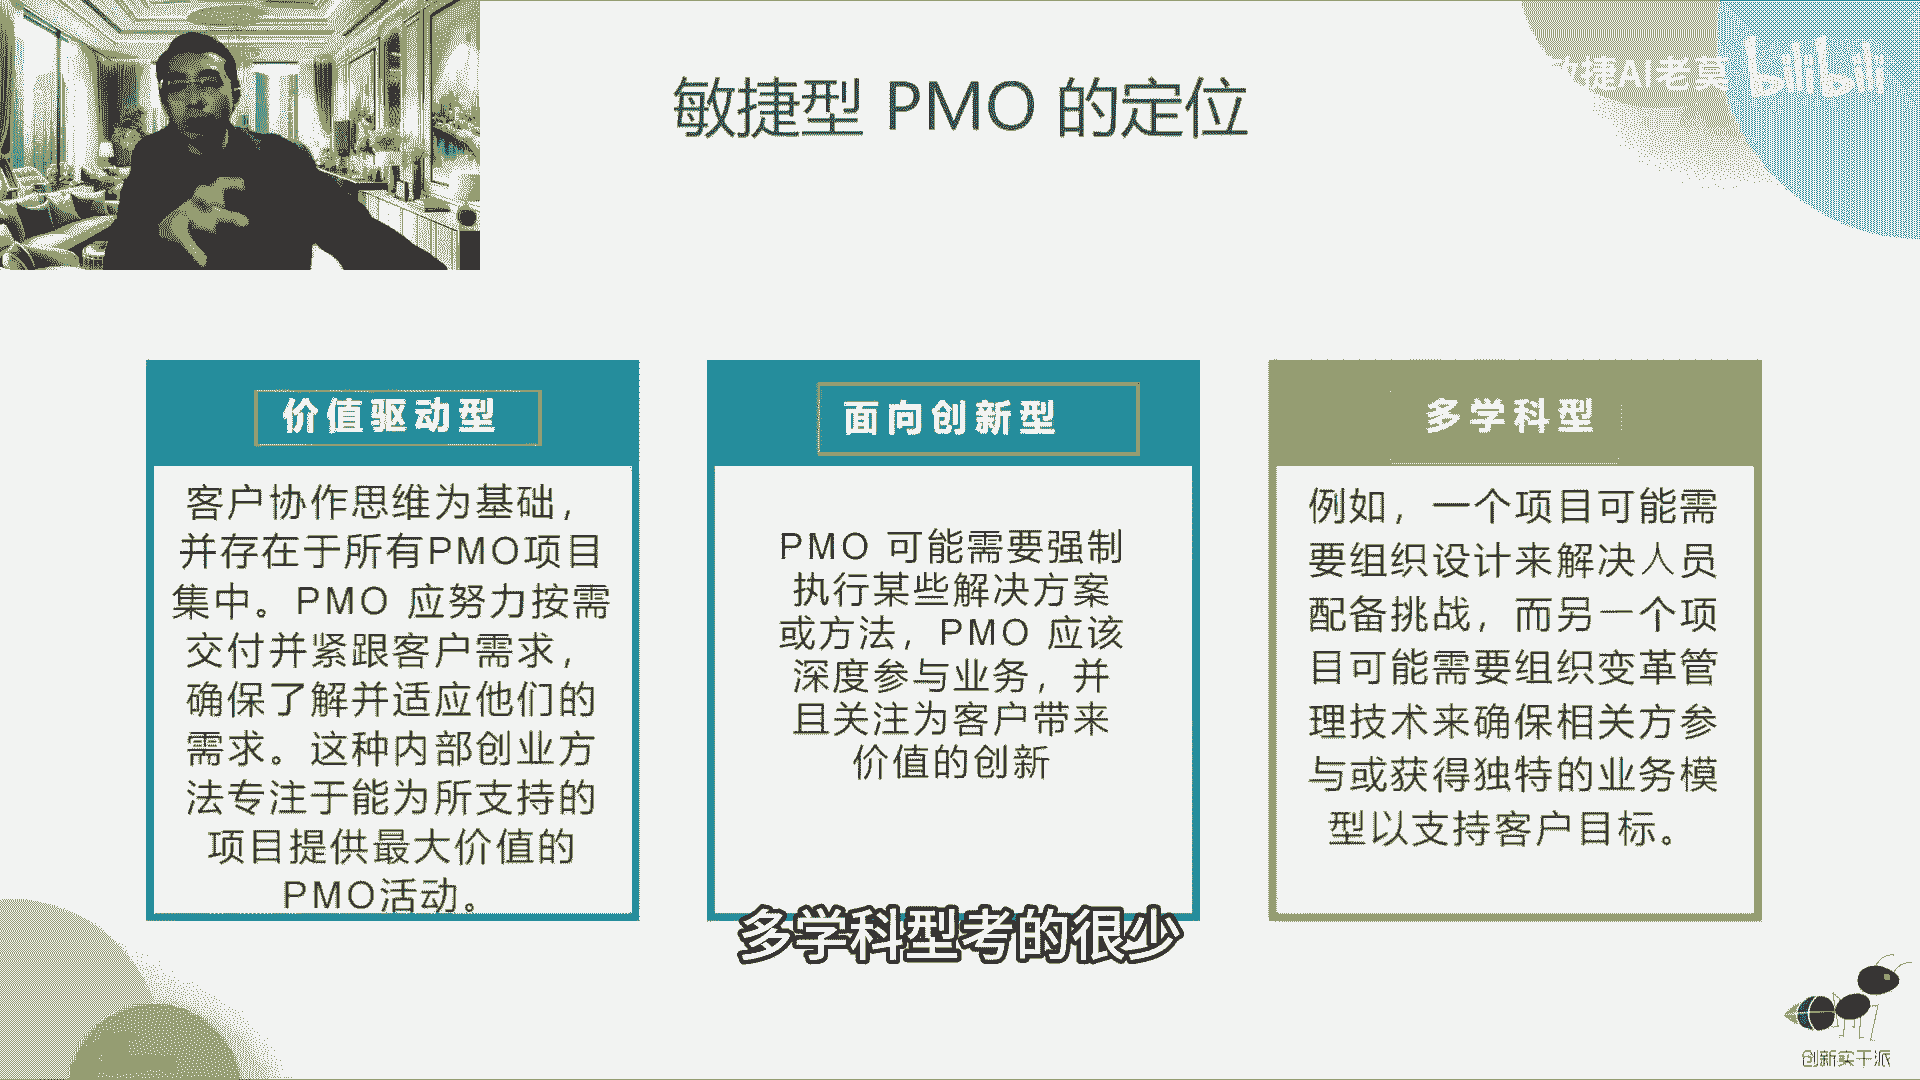 敏捷型 PMO 的定位
敏捷AI老莫 bilibili
价值驱动型
客户协作思维为基础，
并存在于所有PMO项目
集中。PMO 应努力按需
交付并紧跟客户需求，
确保了解并适应他们的
需求。这种内部创业方
法专注于能为所支持的
项目提供最大价值的
PMO活动。
面向创新型
PMO 可能需要强制
执行某些解决方案
或方法，PMO 应该
深度参与业务，并
且关注为客户带来
价值的创新
多学科型
例如，一个项目可能需
要组织设计来解决人员
配备挑战，而另一个项
目可能需要组织变革管
理技术来确保相关方参
与或获得独特的业务模
型以支持客户目标。
多学科型考的很少
创新实干派